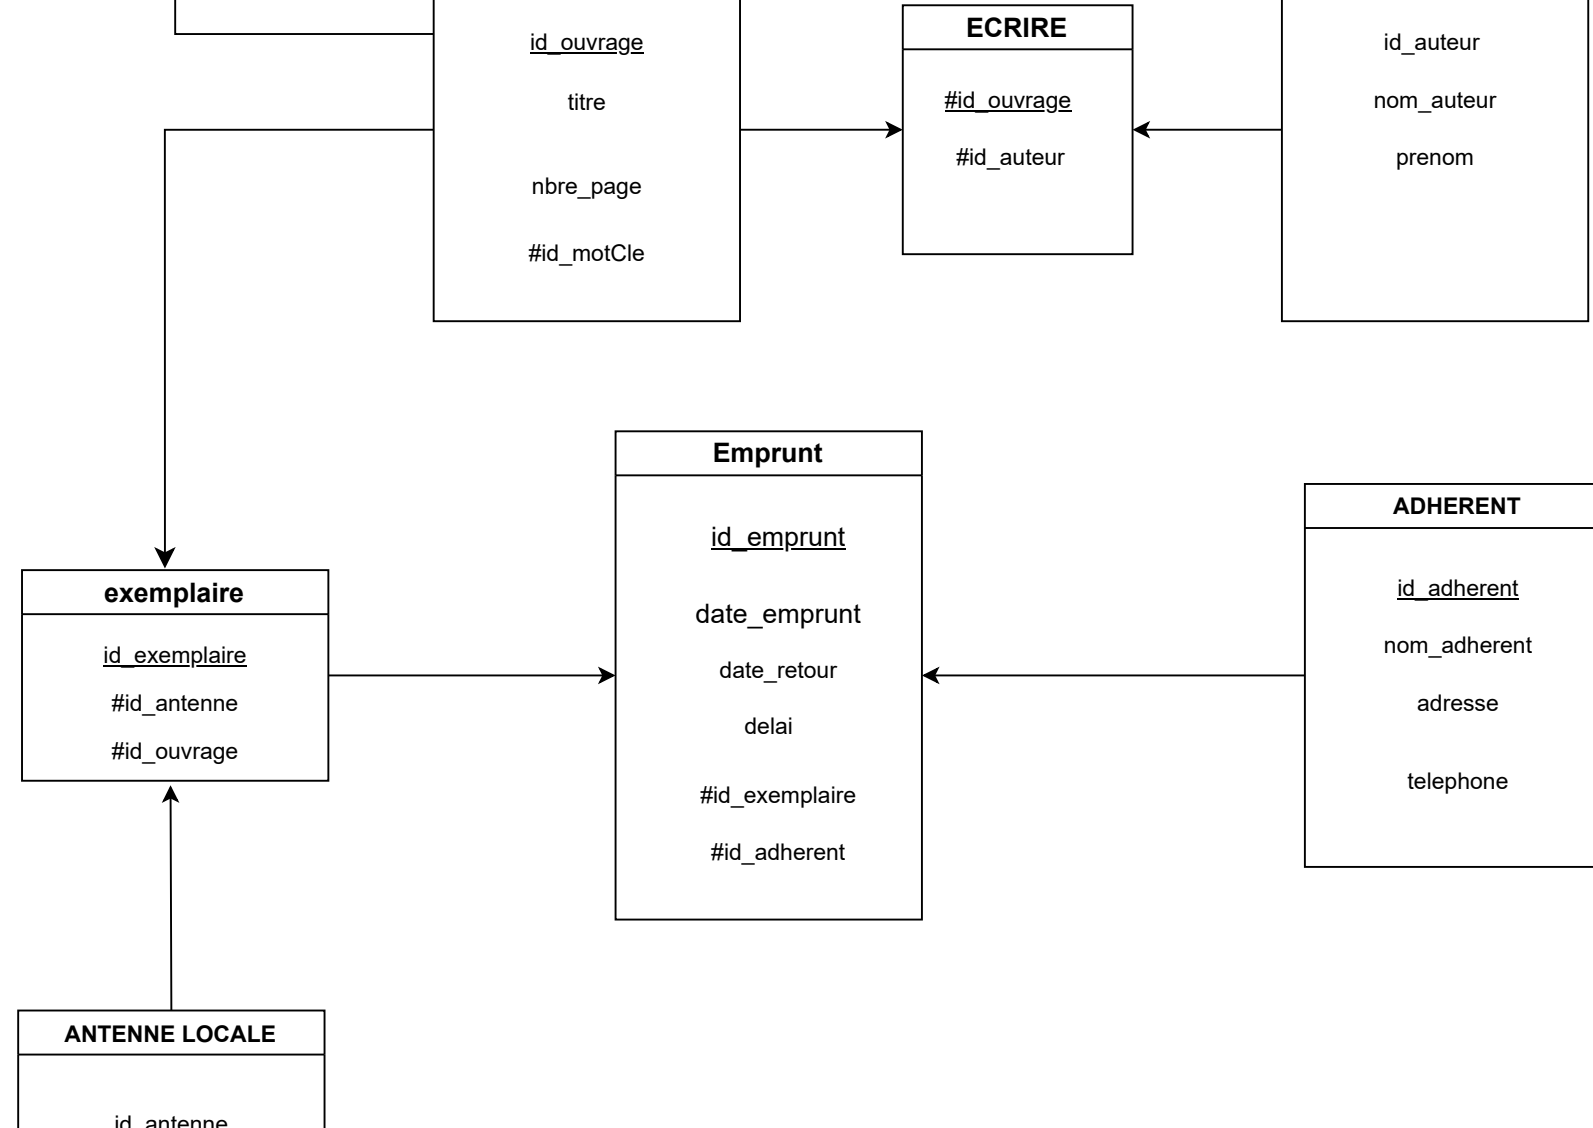 id_ouvrage
titre
nbre_page
#id_motCle
ECRIRE
#id_ouvrage
#id_auteur
id_auteur
nom_auteur
prenom
Emprunt
id_emprunt
date_emprunt
date_retour
delai
#id_exemplaire
#id_adherent
ADHERENT
id_adherent
nom_adherent
adresse
telephone
exemplaire
id_exemplaire
#id_antenne
#id_ouvrage
ANTENNE LOCALE
id_antenne